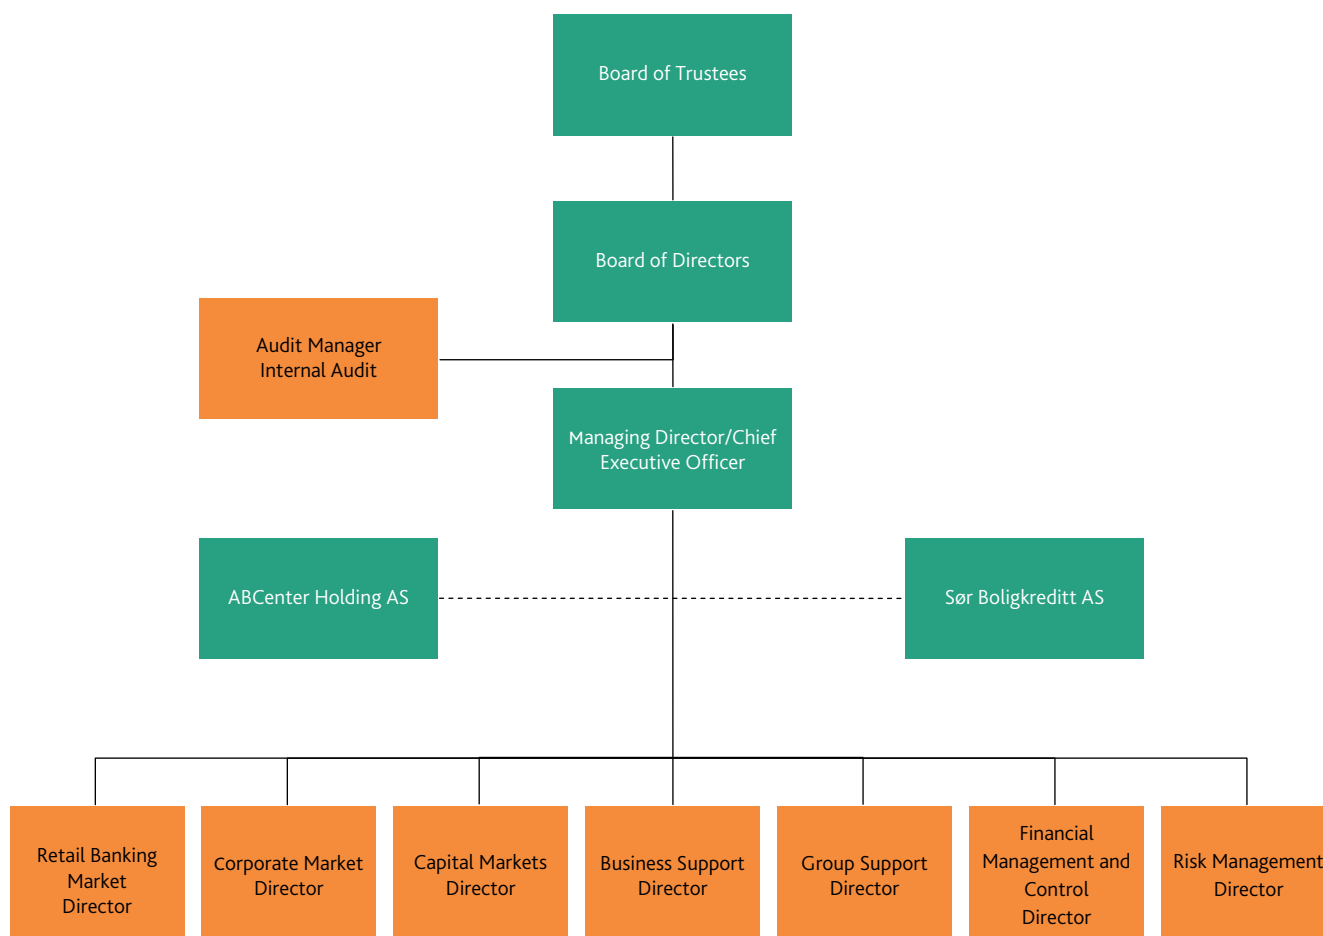 Board of Trustees
Board of Directors
Audit Manager
Internal Audit
Managing Director/Chief
Executive Officer
ABCenter Holding AS
Sør Boligkreditt AS
Retail Banking
Market
Director
Corporate Market
Director
Capital Markets
Director
Business Support
Director
Group Support
Director
Financial
Management and
Control
Director
Risk Management
Director